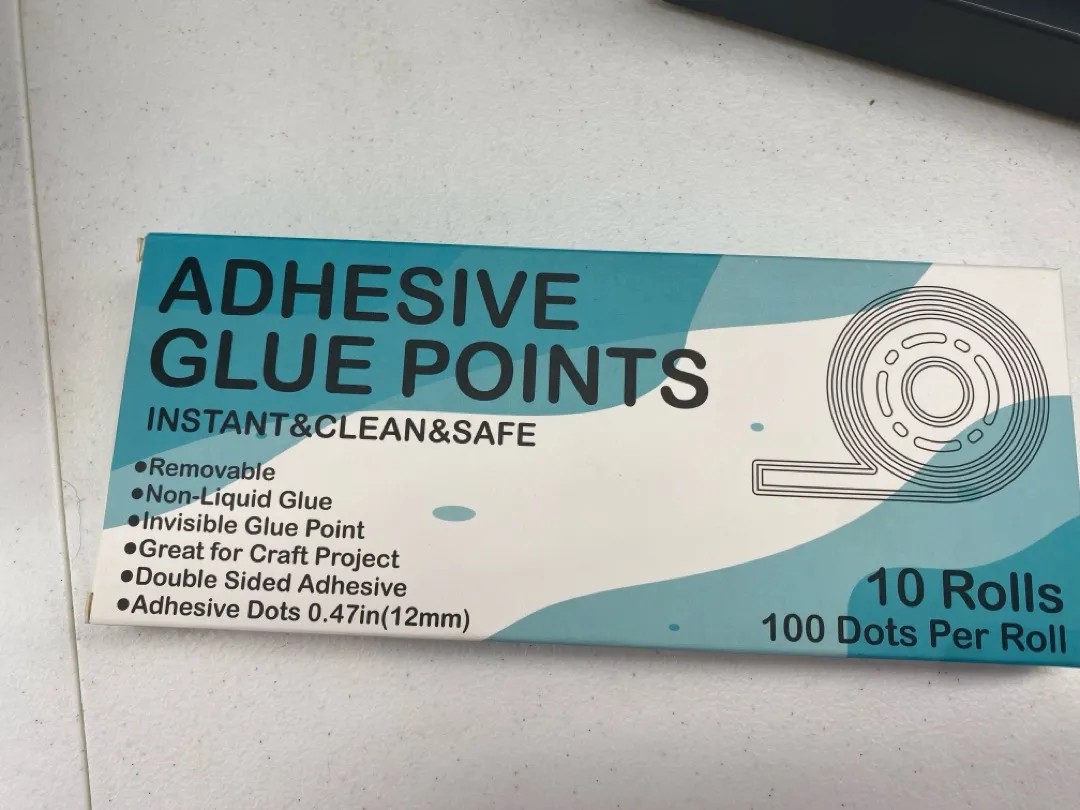 ADHESIVE
GLUE POINTS
INSTANT&CLEAN&SAFE
●Removable
●Non-Liquid Glue
●Invisible Glue Point
●Great for Craft Project
●Double Sided Adhesive
●Adhesive Dots 0.47in(12mm)
10 Rolls
100 Dots Per Roll